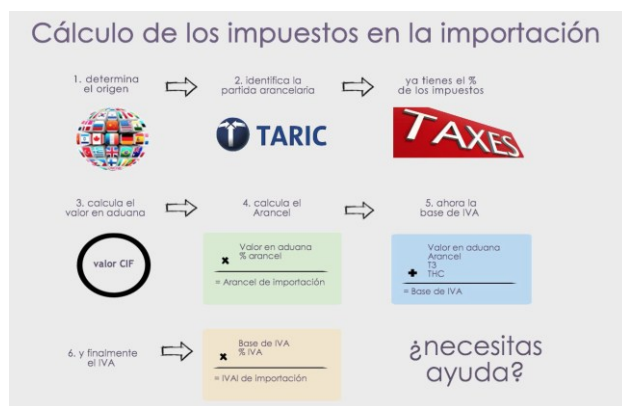 Cálculo de los impuestos en la importación
1. determina
el origen
2. identifica la
partida arancelaria
ya tienes el %
de los impuestos
TARIC
TAXES
3. calcula el
valor en aduana
4. calcula el
Arancel
5. ahora la
base de IVA
valor CIF
Valor en aduana
x % arancel
= Arancel de importación
Valor en aduana
Arancel
T3
+ THC
= Base de IVA
6. y finalmente
el IVA
Base de IVA
x % IVA
= IVAI de importación
¿necesitas
ayuda?